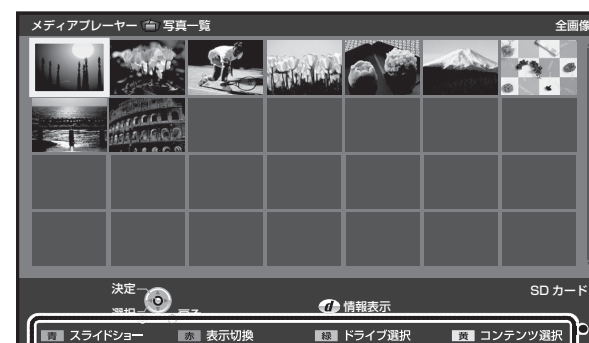 メディアプレーヤー 写真一覧 全画像
決定
選択 戻る
d 情報表示
SD カード
青 スライドショー 赤 表示切換 緑 ドライブ選択 黄 コンテンツ選択